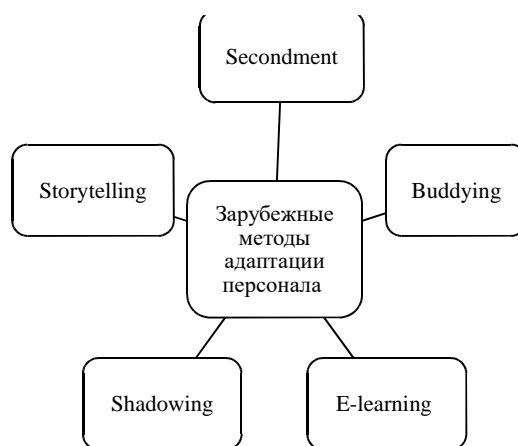 Secondment
Storytelling
Buddying
Зарубежные
методы
адаптации
персонала
Shadowing
E-learning